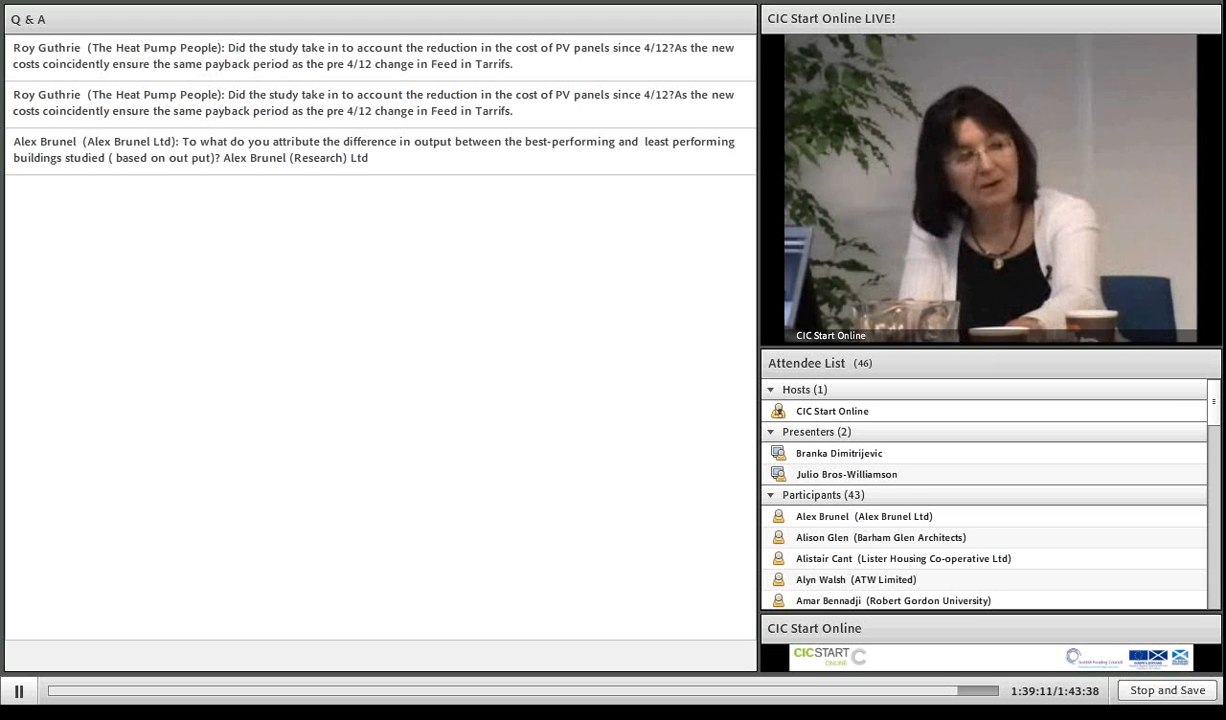 Q & A
Roy Guthrie (The Heat Pump People): Did the study take in to account the reduction in the cost of PV panels since 4/12?As the new
costs coincidently ensure the same payback period as the pre 4/12 change in Feed in Tarrifs.
Roy Guthrie (The Heat Pump People): Did the study take in to account the reduction in the cost of PV panels since 4/12?As the new
costs coincidently ensure the same payback period as the pre 4/12 change in Feed in Tarrifs.
Alex Brunel (Alex Brunel Ltd): To what do you attribute the difference in output between the best-performing and least performing
buildings studied ( based on out put)? Alex Brunel (Research) Ltd
CIC Start Online LIVE!
CIC Start Online
Attendee List (46)
Hosts (1)
CIC Start Online
Presenters (2)
Branka Dimitrijevic
Julio Bros-Williamson
Participants (43)
Alex Brunel (Alex Brunel Ltd)
Alison Glen (Barham Glen Architects)
Alistair Cant (Lister Housing Co-operative Ltd)
Alyn Walsh (ATW Limited)
Amar Bennadji (Robert Gordon University)
CIC Start Online
CICSTART
ONLINE
Scottish Funding Council
1:39:11/1:43:38
Stop and Save